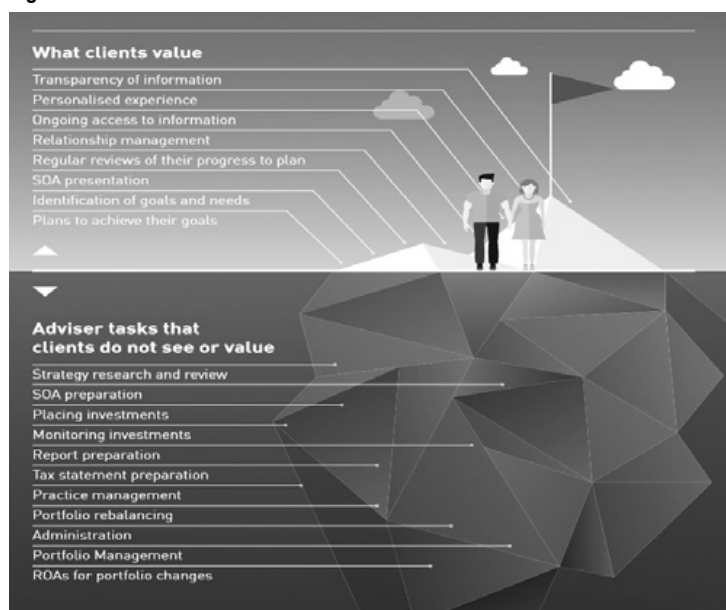 What clients value
Transparency of information
Personalised experience
Ongoing access to information
Relationship management
Regular reviews of their progress to plan
SOA presentation
Identification of goals and needs
Plans to achieve their goals
Adviser tasks that
clients do not see or value
Strategy research and review
SOA preparation
Placing investments
Monitoring investments
Report preparation
Tax statement preparation
Practice management
Portfolio rebalancing
Administration
Portfolio Management
ROAs for portfolio changes